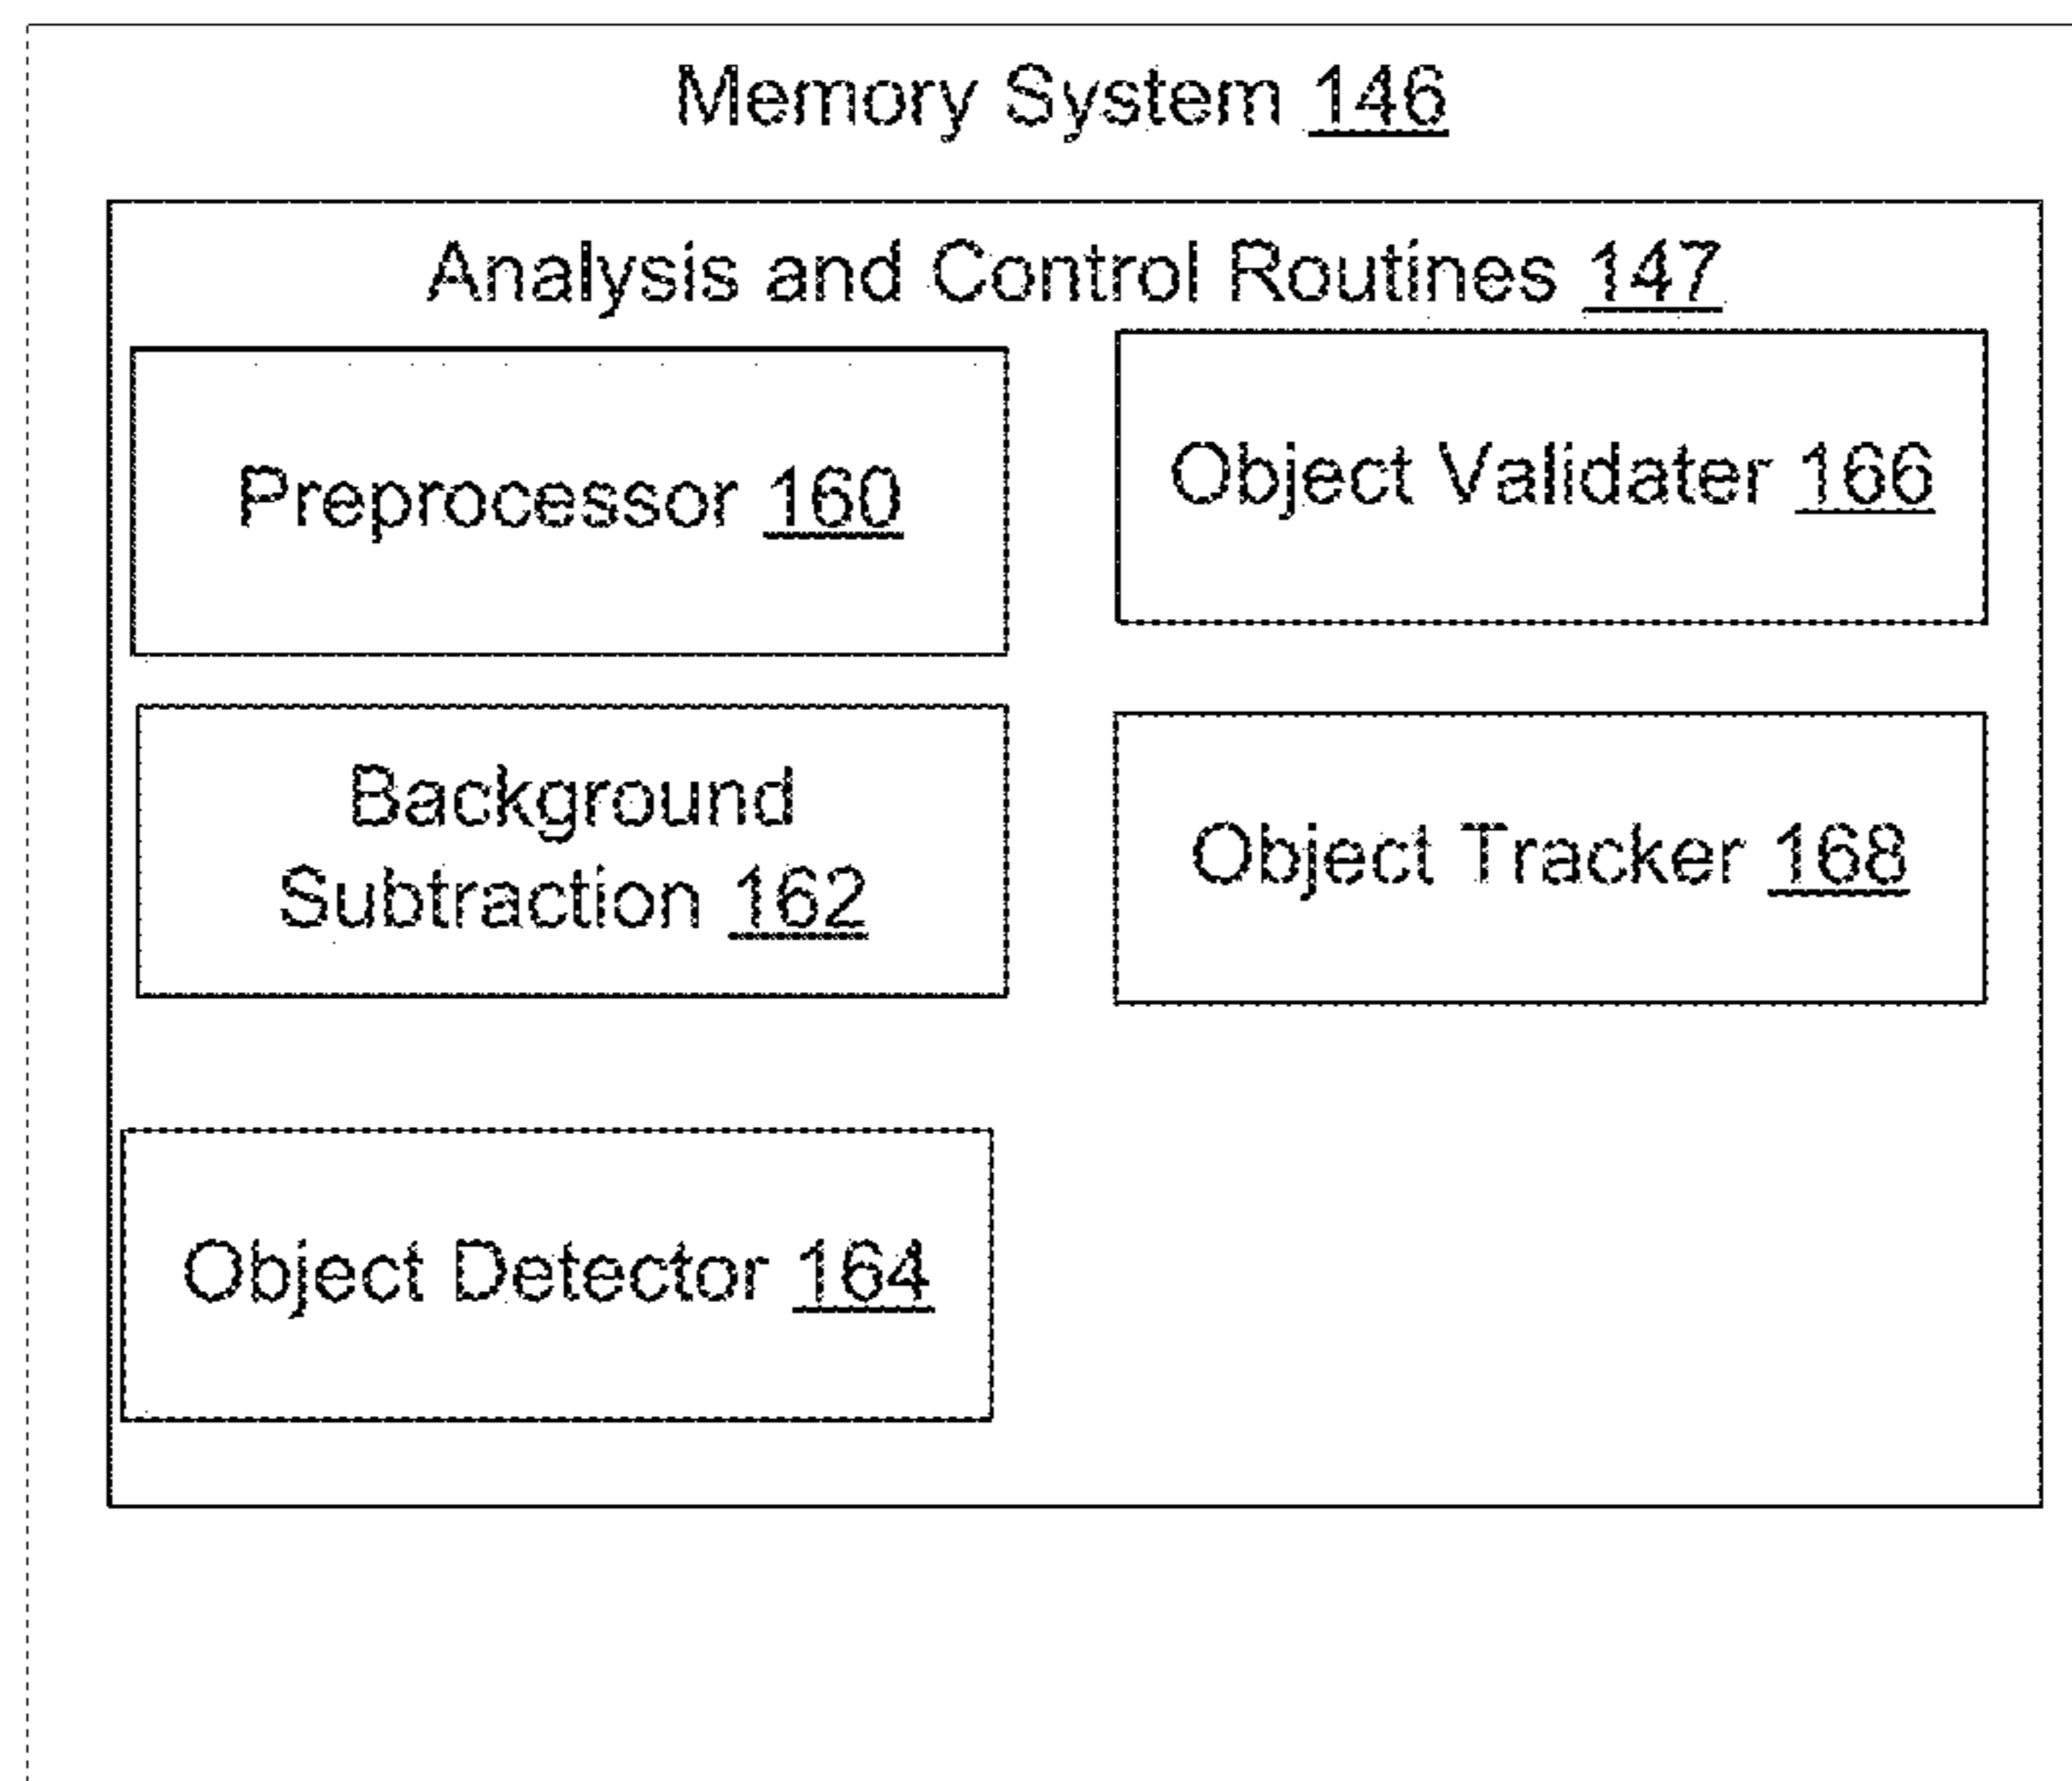 Memory System 146
Analysis and Control Routines 147
Preprocessor 160
Object Validater 166
Background
Subtraction 162
Object Tracker 168
Object Detector 164